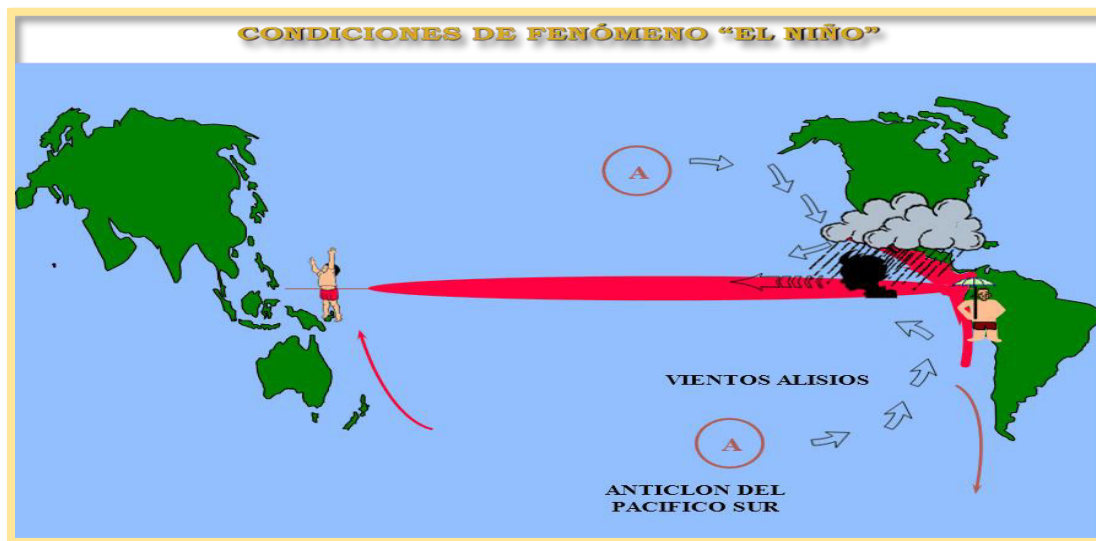 CONDICIONES DE FENÓMENO “EL NIÑO”
A
VIENTOS ALISIOS
A
ANTICLON DEL
PACIFICO SUR